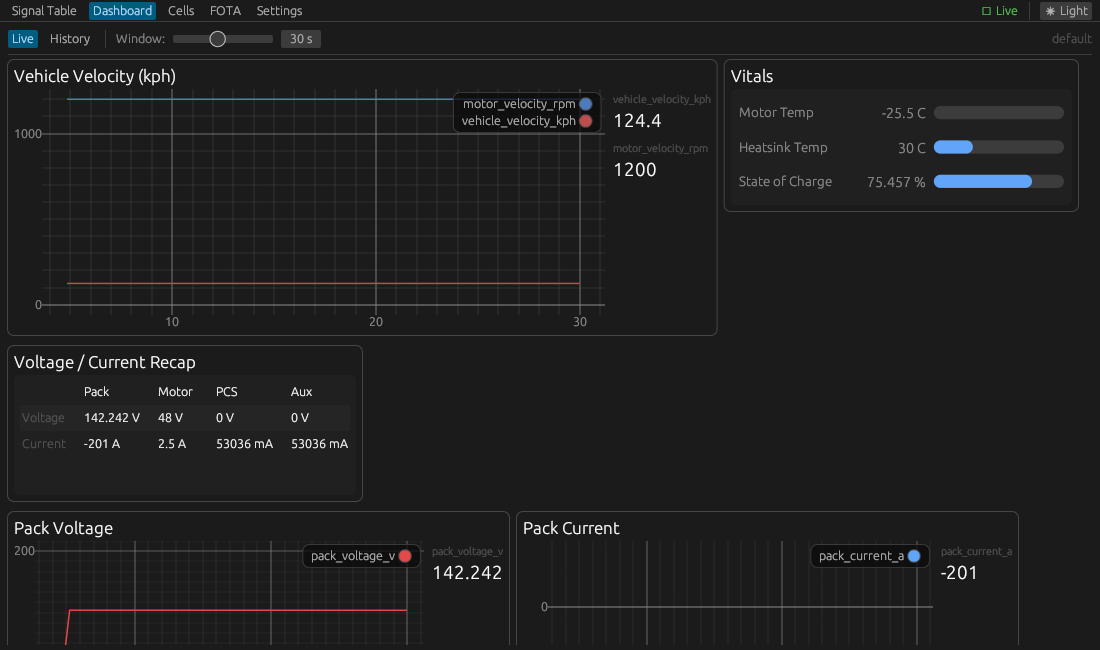 Signal Table Dashboard Cells FOTA Settings Live Light
Live History Window: 30 s default
Vehicle Velocity (kph)
motor_velocity_rpm
vehicle_velocity_kph
1000
0
10 20 30
vehicle_velocity_kph
124.4
motor_velocity_rpm
1200
Vitals
Motor Temp -25.5 C
Heatsink Temp 30 C
State of Charge 75.457 %
Voltage / Current Recap
Pack Motor PCS Aux
Voltage 142.242 V 48 V 0 V 0 V
Current -201 A 2.5 A 53036 mA 53036 mA
Pack Voltage
200
pack_voltage_v
pack_voltage_v
142.242
Pack Current
pack_current_a
0
pack_current_a
-201